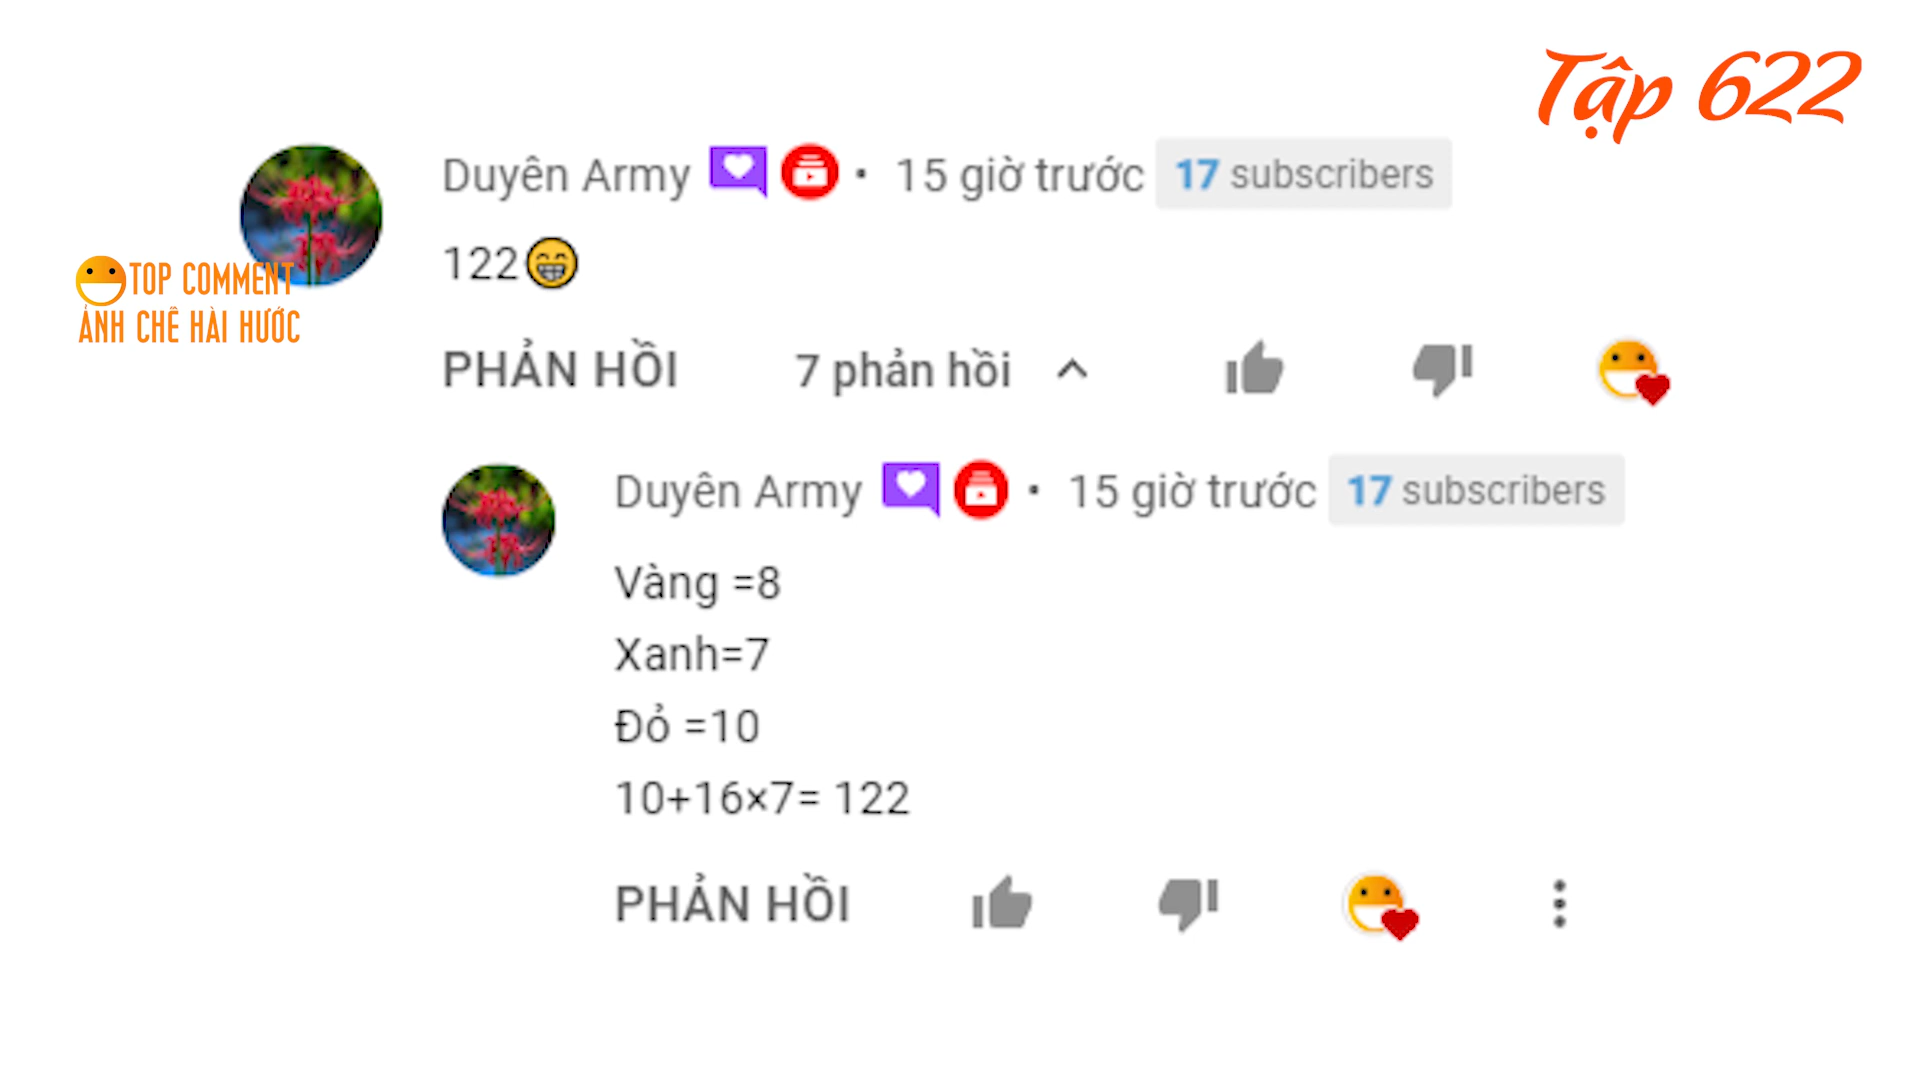 Tập 622
Duyên Army • 15 giờ trước 17 subscribers
122😁
TOP COMMENT
ẢNH CHẾ HÀI HƯỚC
PHẢN HỒI 7 phản hồi
Duyên Army • 15 giờ trước 17 subscribers
Vàng =8
Xanh=7
Đỏ =10
10+16×7= 122
PHẢN HỒI